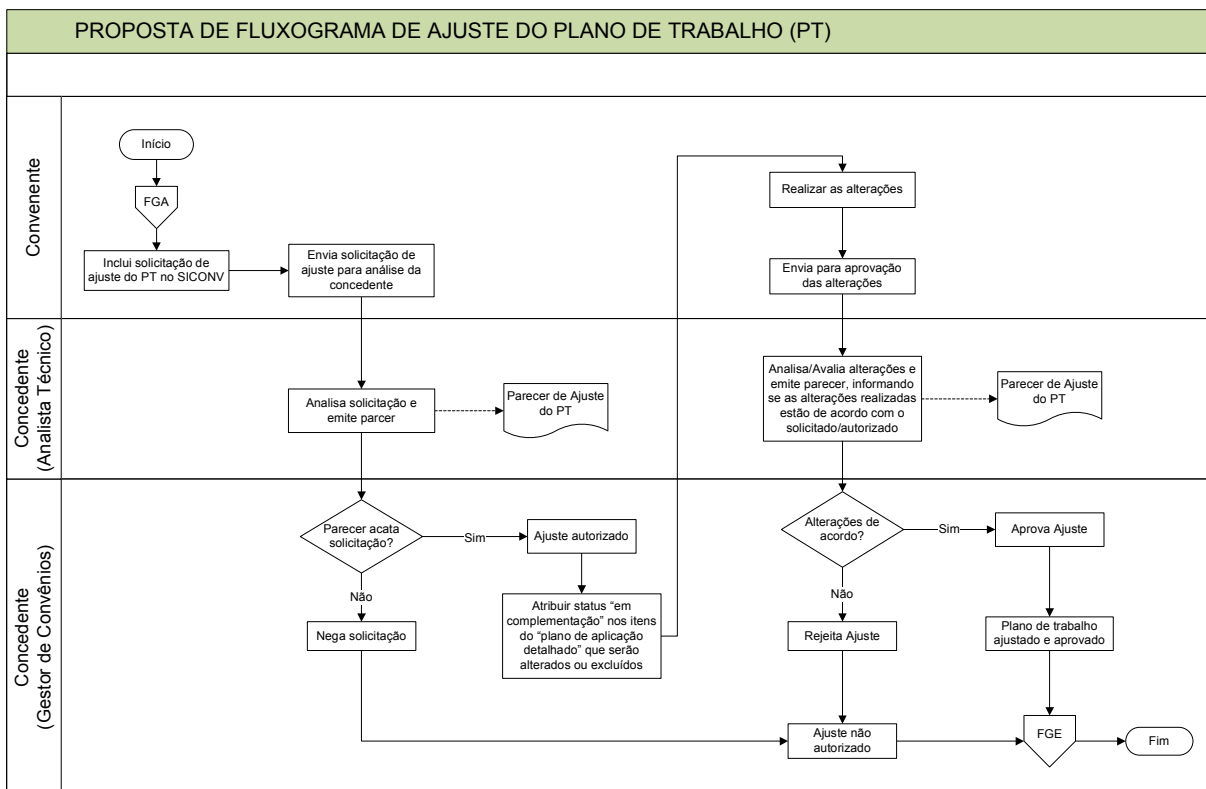 PROPOSTA DE FLUXOGRAMA DE AJUSTE DO PLANO DE TRABALHO (PT)
Convenente
Início
FGA
Inclui solicitação de
ajuste do PT no SICONV
Envia solicitação de
ajuste para análise da
concedente
Realizar as alterações
Envia para aprovação
das alterações
Concedente
(Analista Técnico)
Analisa solicitação e
emite parcer
Parecer de Ajuste
do PT
Analisa/Avalia alterações e
emite parecer, informando
se as alterações realizadas
estão de acordo com o
solicitado/autorizado
Parecer de Ajuste
do PT
Concedente
(Gestor de Convênios)
Parecer acata
solicitação?
Sim
Ajuste autorizado
Não
Nega solicitação
Atribuir status “em
complementação” nos itens
do “plano de aplicação
detalhado” que serão
alterados ou excluídos
Alterações de
acordo?
Sim
Aprova Ajuste
Não
Rejeita Ajuste
Plano de trabalho
ajustado e aprovado
Ajuste não
autorizado
FGE
Fim